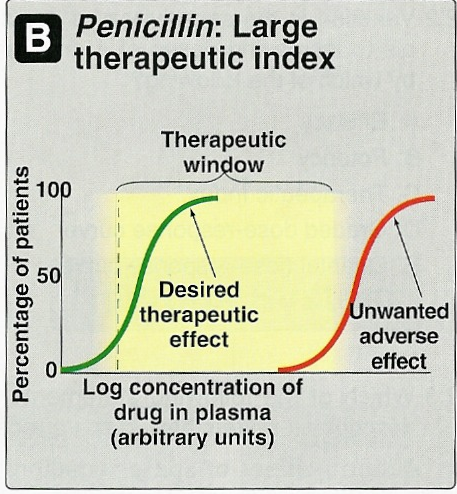 B Penicillin: Large
therapeutic index
Therapeutic
window
Percentage of patients
100
50
0
Desired
therapeutic
effect
Unwanted
adverse
effect
Log concentration of
drug in plasma
(arbitrary units)